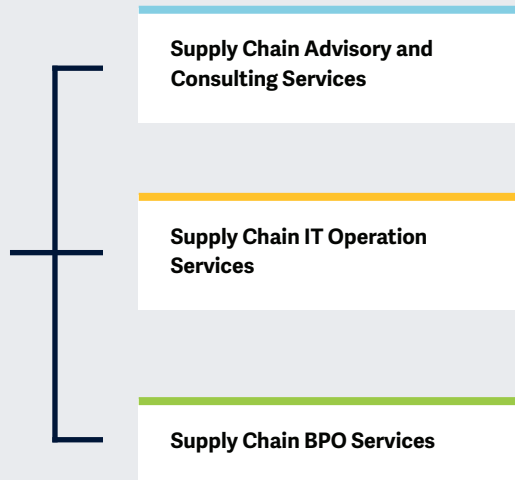 Supply Chain Advisory and
Consulting Services
Supply Chain IT Operation
Services
Supply Chain BPO Services